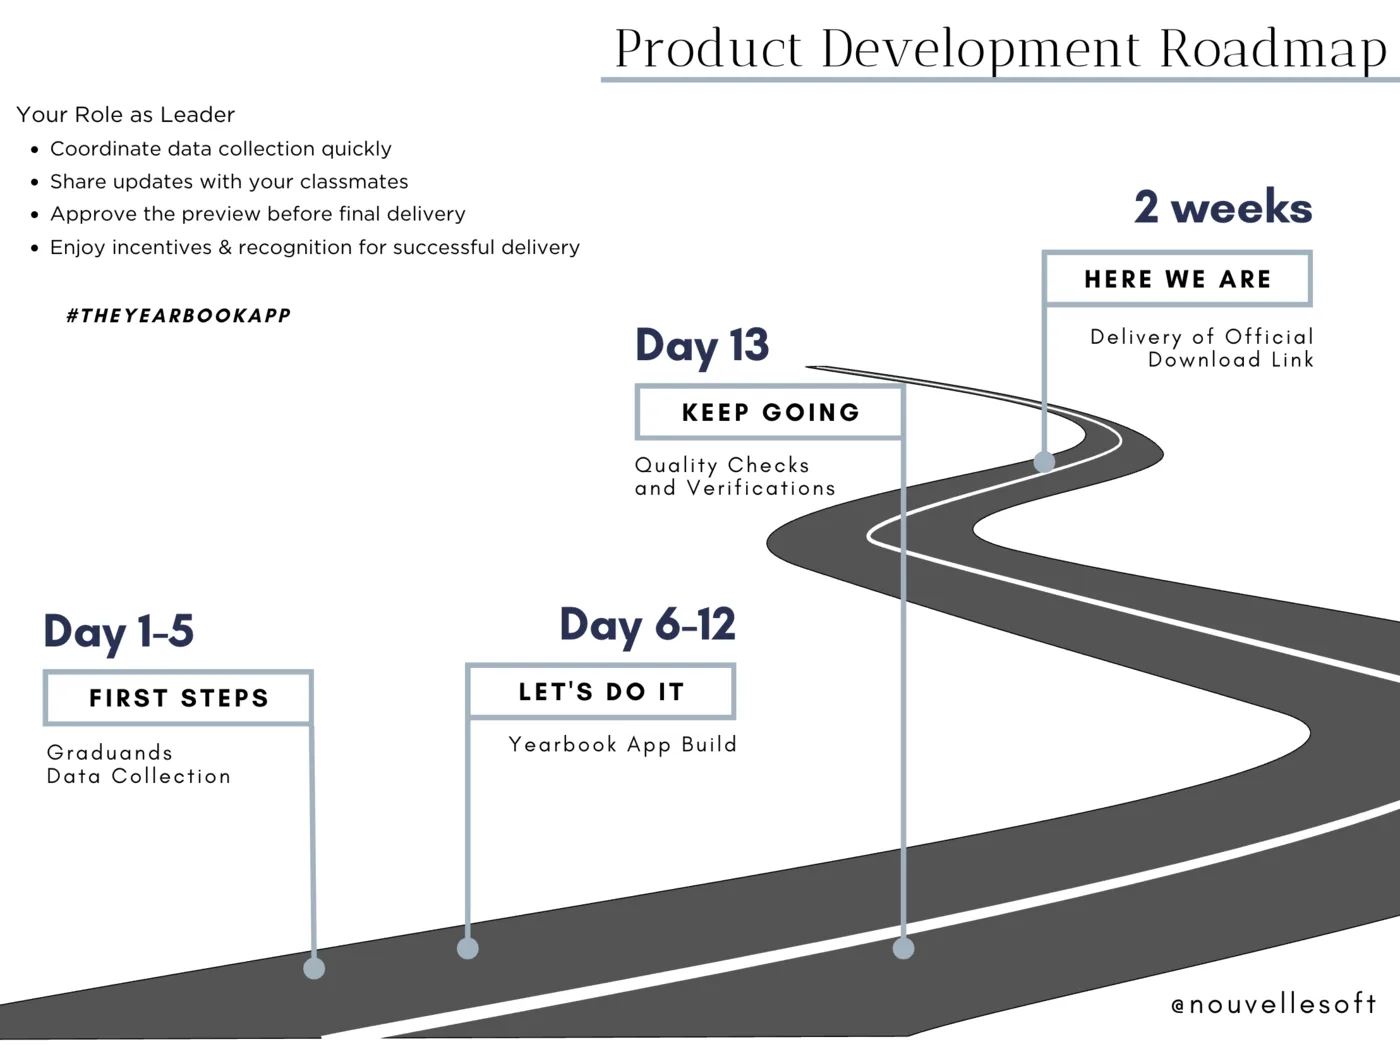 Product Development Roadmap
Your Role as Leader
• Coordinate data collection quickly
• Share updates with your classmates
• Approve the preview before final delivery
• Enjoy incentives & recognition for successful delivery
#THEYEARBOOKAPP
2 weeks
HERE WE ARE
Delivery of Official
Download Link
Day 13
KEEP GOING
Quality Checks
and Verifications
Day 1-5
FIRST STEPS
Graduands
Data Collection
Day 6-12
LET'S DO IT
Yearbook App Build
@nouvellesoft